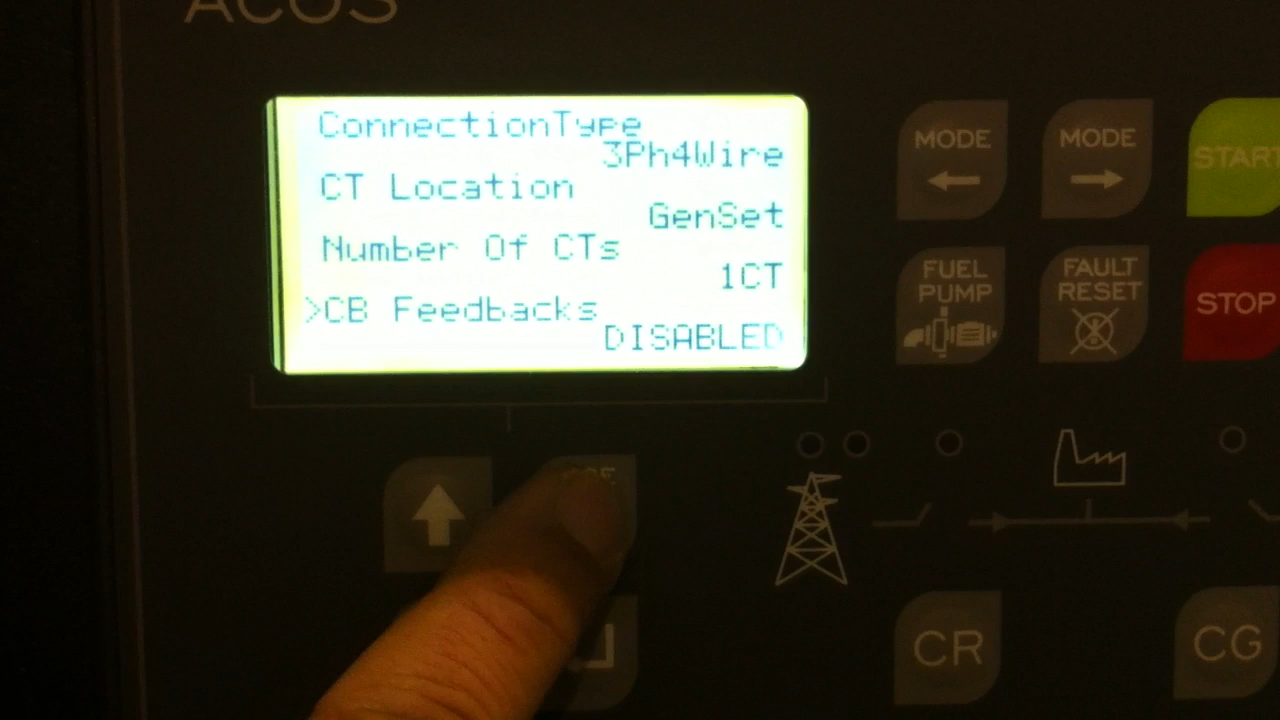 ACOS
ConnectionType
3Ph4Wire
CT Location
GenSet
Number Of CTs
1CT
>CB Feedbacks
DISABLED
MODE
MODE
START
FUEL
PUMP
FAULT
RESET
STOP
CR
CG